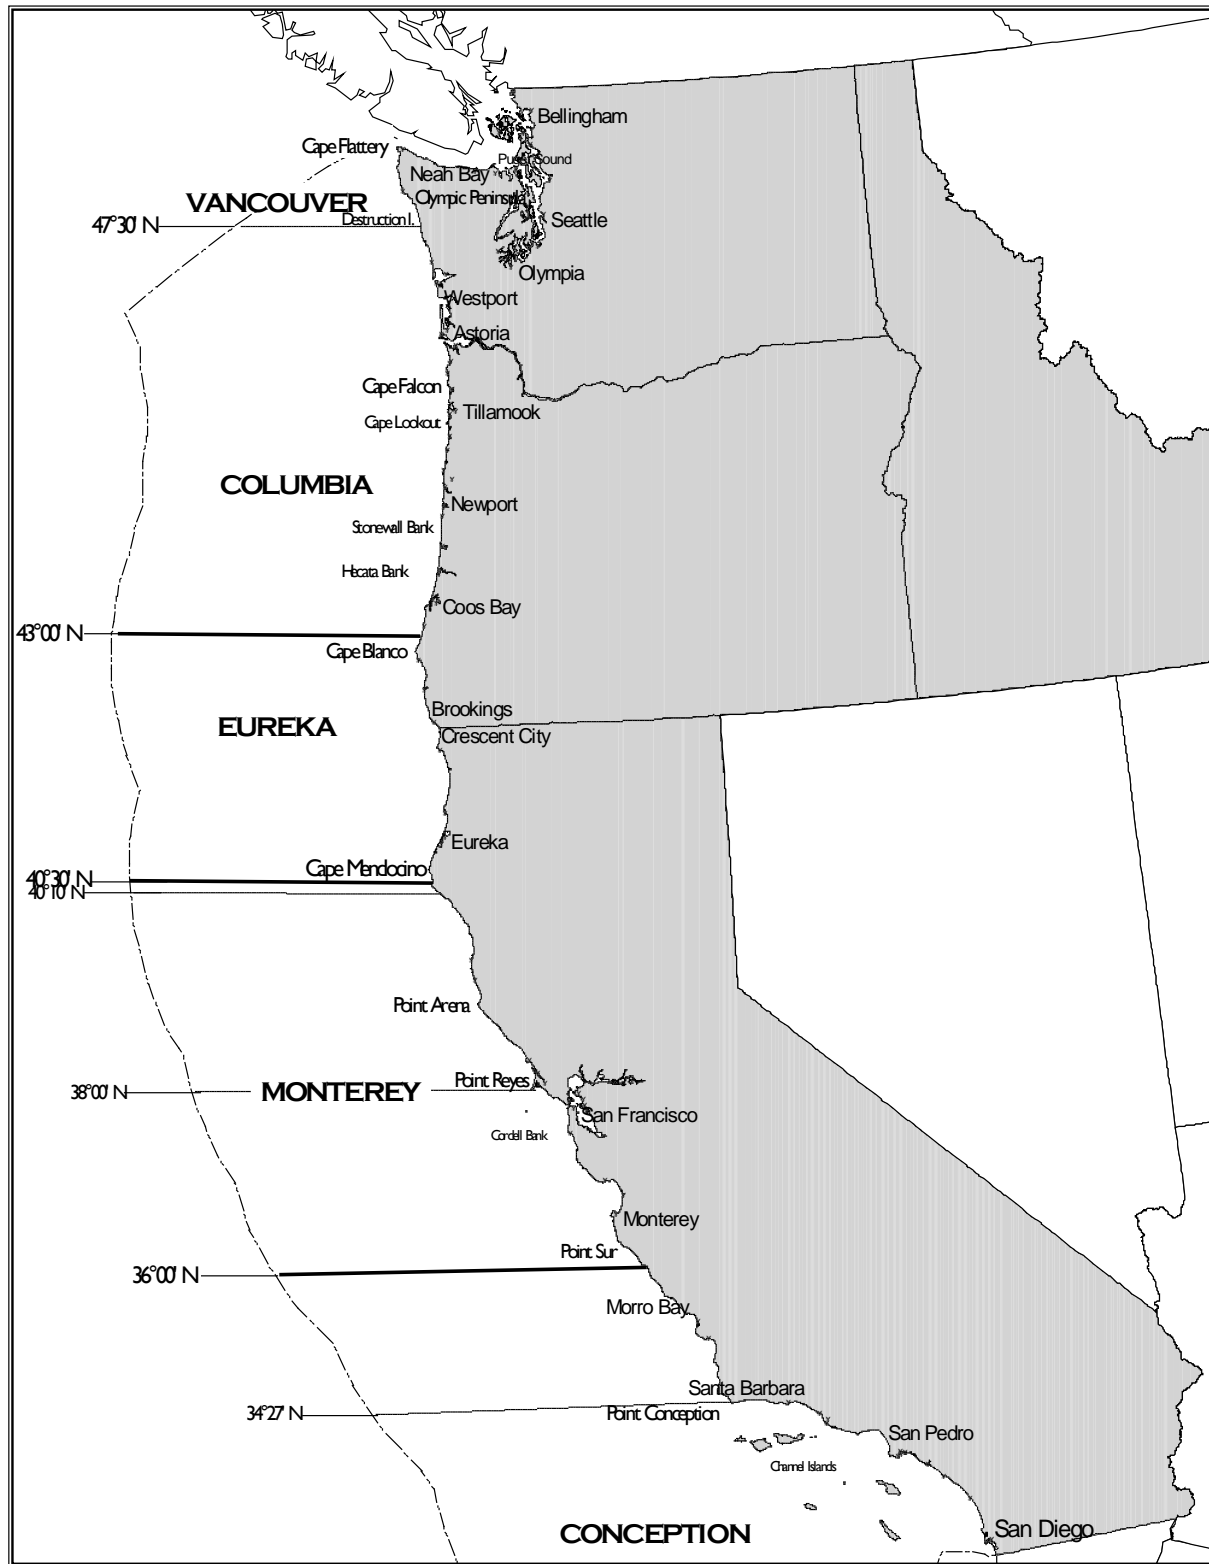 Bellingham
Cape Flattery
Puget Sound
Neah Bay
Olympic Peninsula
VANCOUVER
Destruction I.
Seattle
47°30' N
Olympia
Westport
Astoria
Cape Falcon
Tillamook
Cape Lookout
COLUMBIA
Newport
Stonewall Bank
Hecata Bank
Coos Bay
43°00' N
Cape Blanco
Brookings
EUREKA
Crescent City
Eureka
Cape Mendocino
40°30' N
40°10' N
Point Arena
Point Reyes
38°00' N
MONTEREY
San Francisco
Cordell Bank
Monterey
Point Sur
36°00' N
Morro Bay
Santa Barbara
34°27' N
Point Conception
San Pedro
Channel Islands
San Diego
CONCEPTION